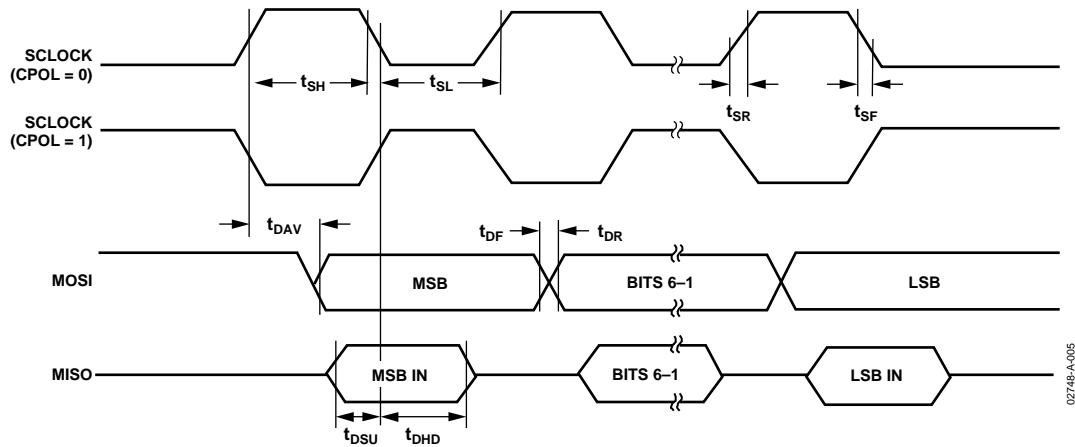 SCLOCK
(CPOL = 0)
tSH
tSL
tSR
tSF
SCLOCK
(CPOL = 1)
tDAV
tDF
tDR
MOSI
MSB
BITS 6–1
LSB
MISO
MSB IN
BITS 6–1
LSB IN
tDSU
tDHD
02748-A-005